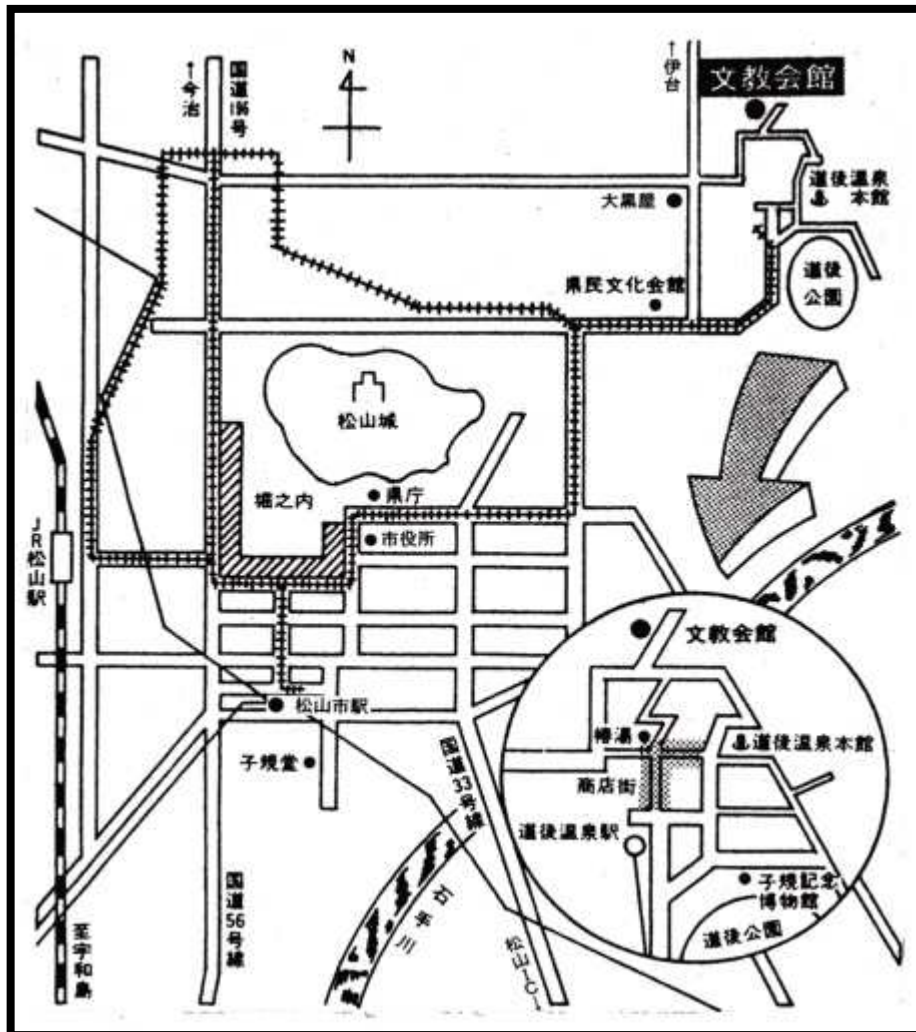 N
国道196号
↑今治
↑伊台
文教会館
道後温泉
本館
大黒屋
県民文化会館
道後
公園
松山城
堀之内
県庁
市役所
JR松山駅
松山市駅
子規堂
国道33号線
国道56号線
石手川
至宇和島
松山I.C→
文教会館
椿湯
道後温泉本館
商店街
道後温泉駅
子規記念
博物館
道後公園